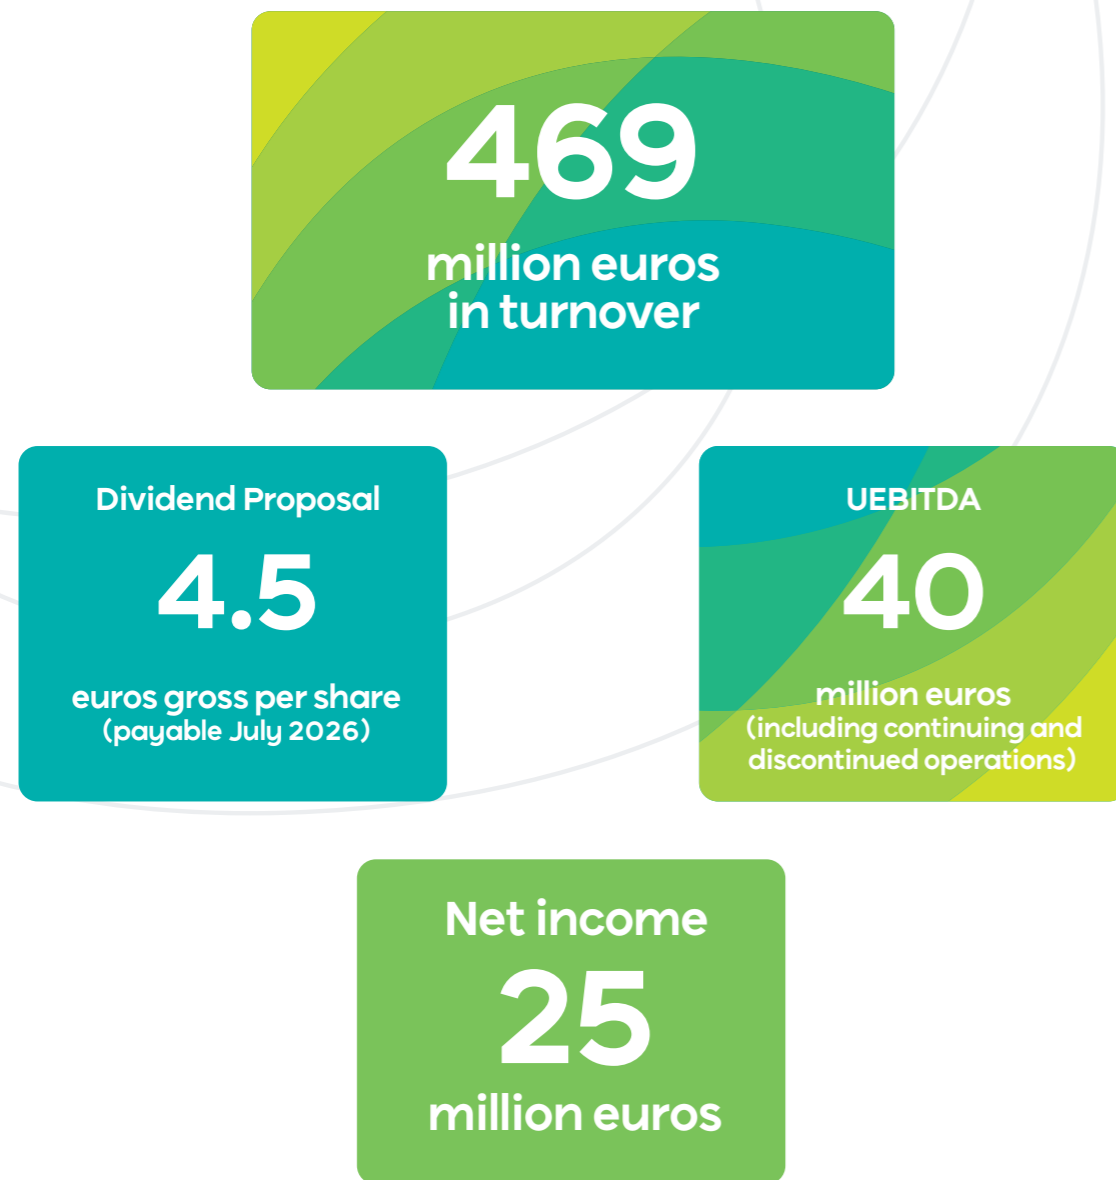 469
million euros
in turnover
Dividend Proposal
4.5
euros gross per share
(payable July 2026)
UEBITDA
40
million euros
(including continuing and
discontinued operations)
Net income
25
million euros